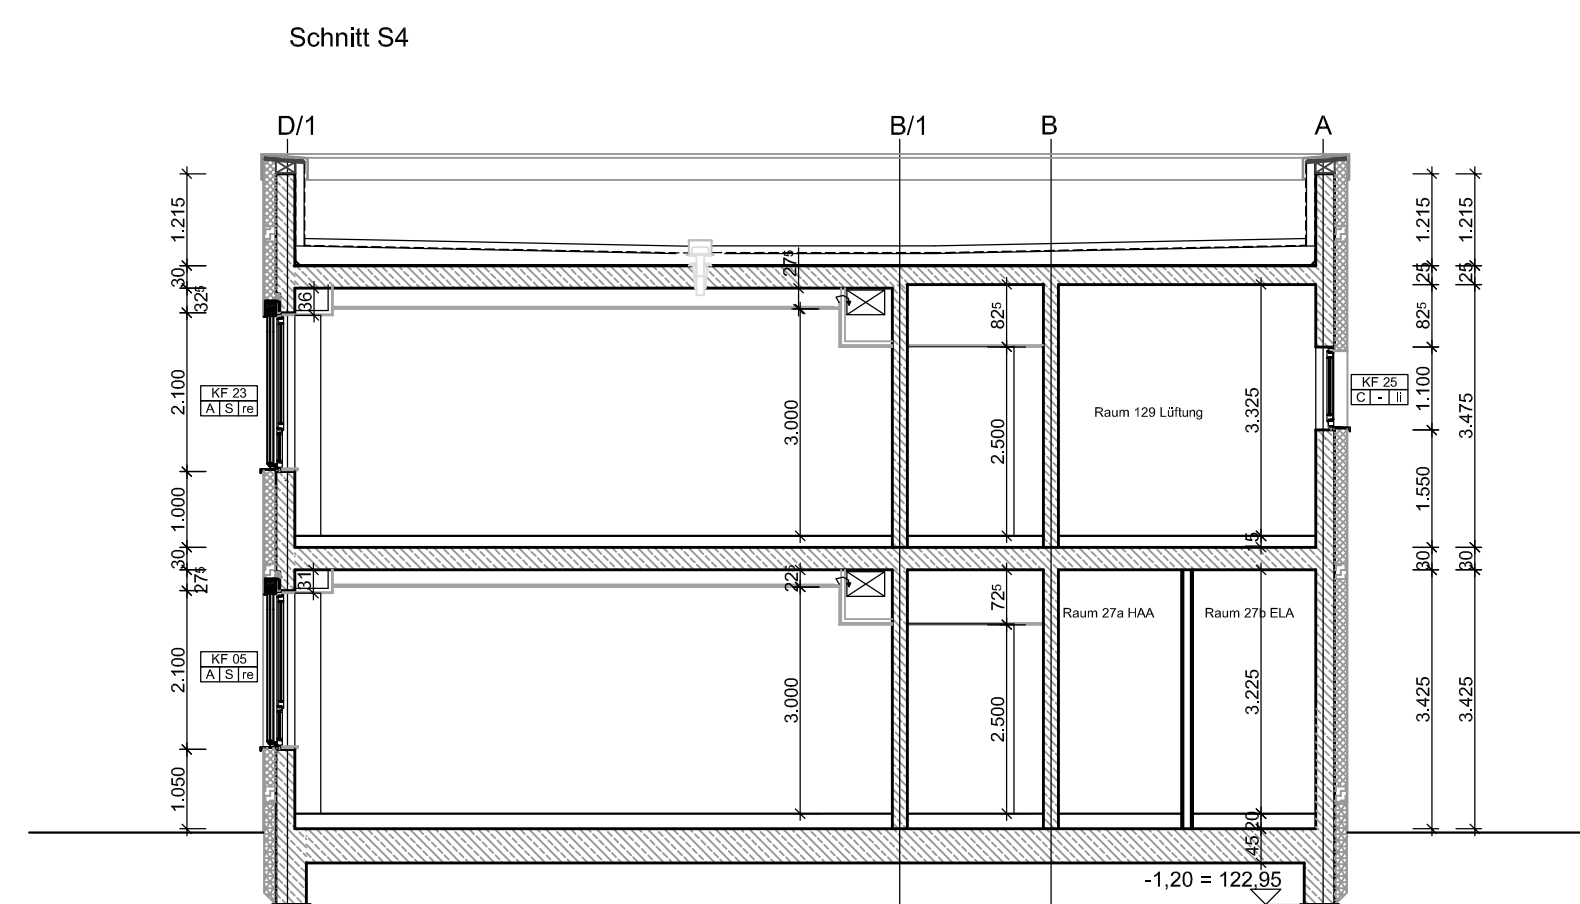 Schnitt S4
D/1
B/1
B
A
1.215
30
32⁵
2.100
1.000
30
27⁵
2.100
1.050
KF 23
A S re
KF 05
A S re
36
31
27⁵
3.000
22⁵
3.000
82⁵
2.500
72⁵
2.500
Raum 129 Lüftung
3.325
15
Raum 27a HAA
Raum 27b ELA
3.225
20
45
-1,20 = 122,95
KF 25
C - li
1.215
25
82⁵
1.100
1.550
30
3.425
1.215
25
3.475
30
3.425